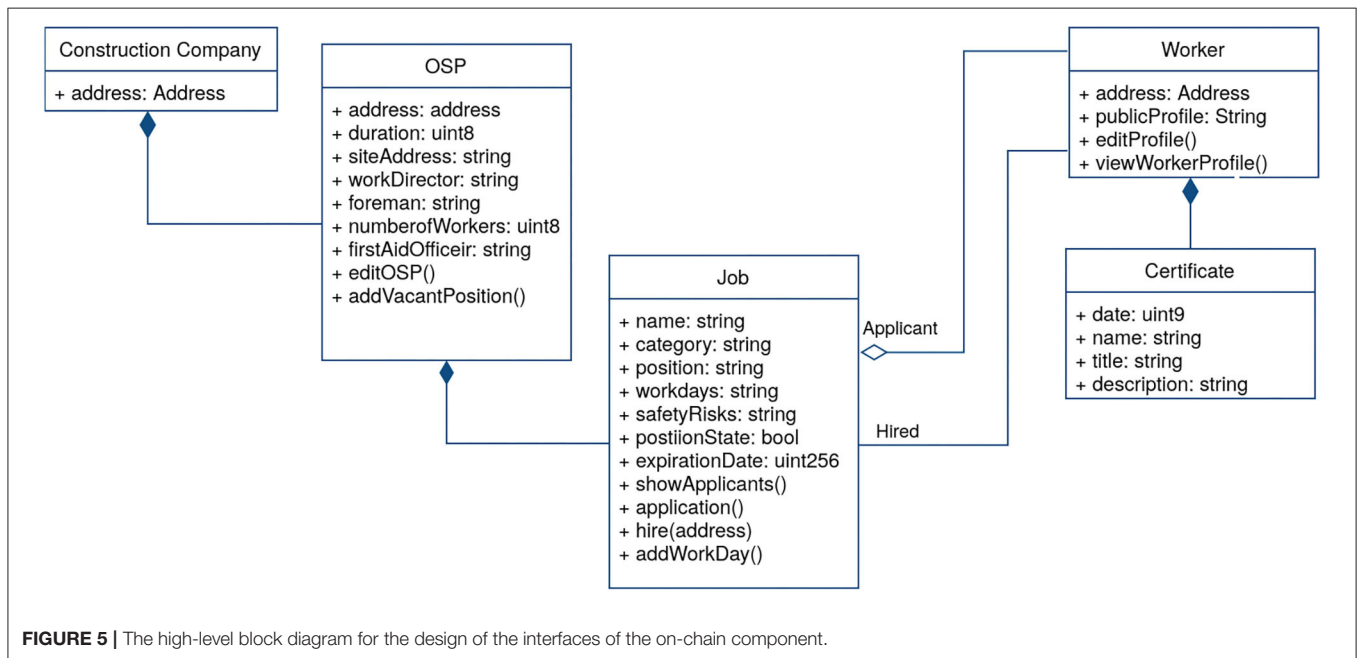 Construction Company
+ address: Address
OSP
+ address: address
+ duration: uint8
+ siteAddress: string
+ workDirector: string
+ foreman: string
+ numberofWorkers: uint8
+ firstAidOfficeir: string
+ editOSP()
+ addVacantPosition()
Job
+ name: string
+ category: string
+ position: string
+ workdays: string
+ safetyRisks: string
+ postiionState: bool
+ expirationDate: uint256
+ showApplicants()
+ application()
+ hire(address)
+ addWorkDay()
Applicant
Hired
Worker
+ address: Address
+ publicProfile: String
+ editProfile()
+ viewWorkerProfile()
Certificate
+ date: uint9
+ name: string
+ title: string
+ description: string
FIGURE 5 | The high-level block diagram for the design of the interfaces of the on-chain component.